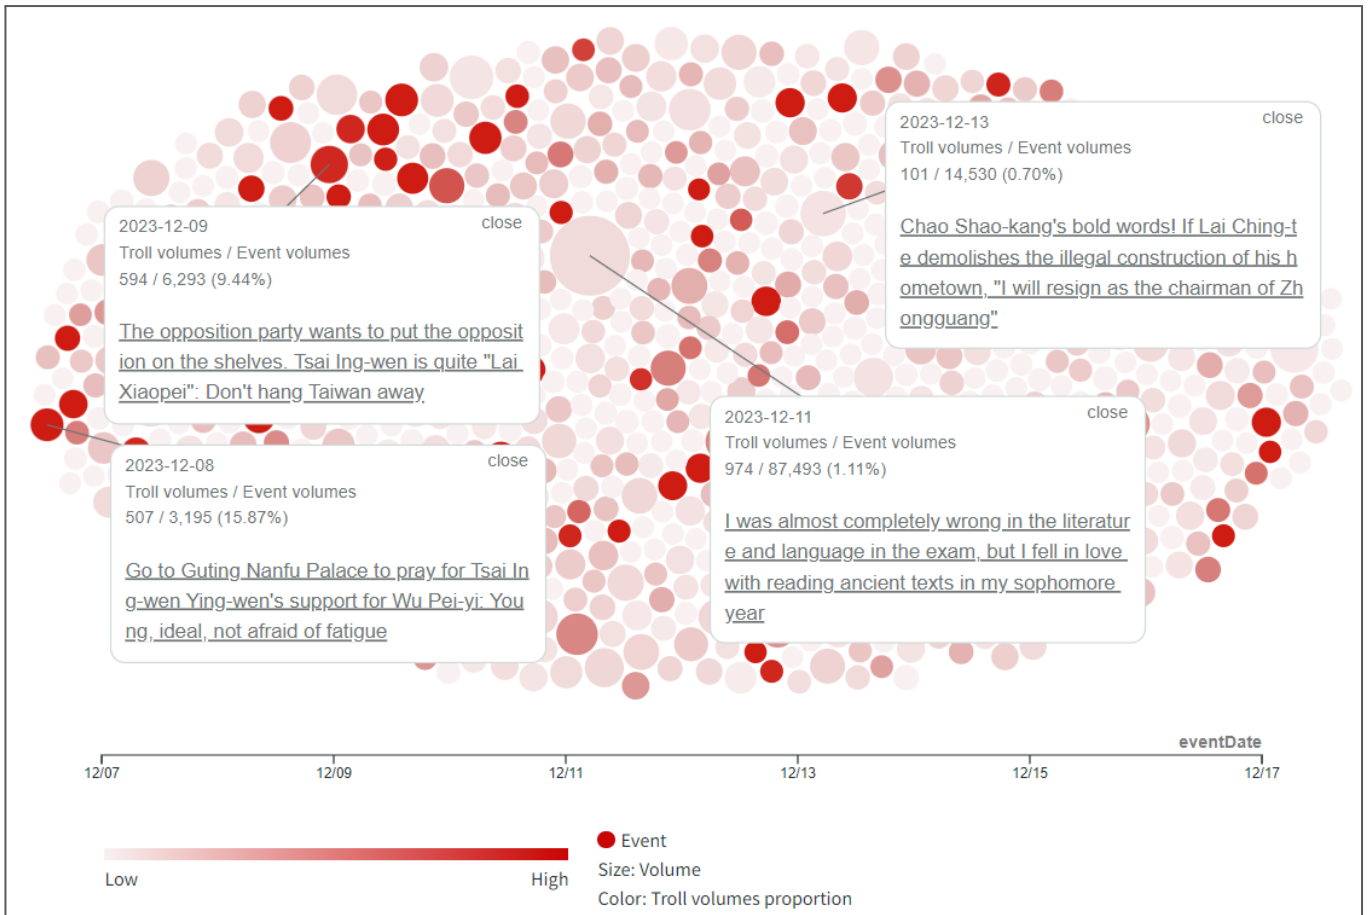 2023-12-13
close
Troll volumes / Event volumes
101 / 14,530 (0.70%)
Chao Shao-kang's bold words! If Lai Ching-t
e demolishes the illegal construction of his h
ometown, "I will resign as the chairman of Zh
ongguang"
2023-12-09
close
Troll volumes / Event volumes
594 / 6,293 (9.44%)
The opposition party wants to put the opposit
ion on the shelves. Tsai Ing-wen is quite "Lai
Xiaopei": Don't hang Taiwan away
2023-12-11
close
Troll volumes / Event volumes
974 / 87,493 (1.11%)
I was almost completely wrong in the literatur
e and language in the exam, but I fell in love
with reading ancient texts in my sophomore
year
2023-12-08
close
Troll volumes / Event volumes
507 / 3,195 (15.87%)
Go to Guting Nanfu Palace to pray for Tsai In
g-wen Ying-wen's support for Wu Pei-yi: You
ng, ideal, not afraid of fatigue
eventDate
12/07 12/09 12/11 12/13 12/15 12/17
Low High
Event
Size: Volume
Color: Troll volumes proportion